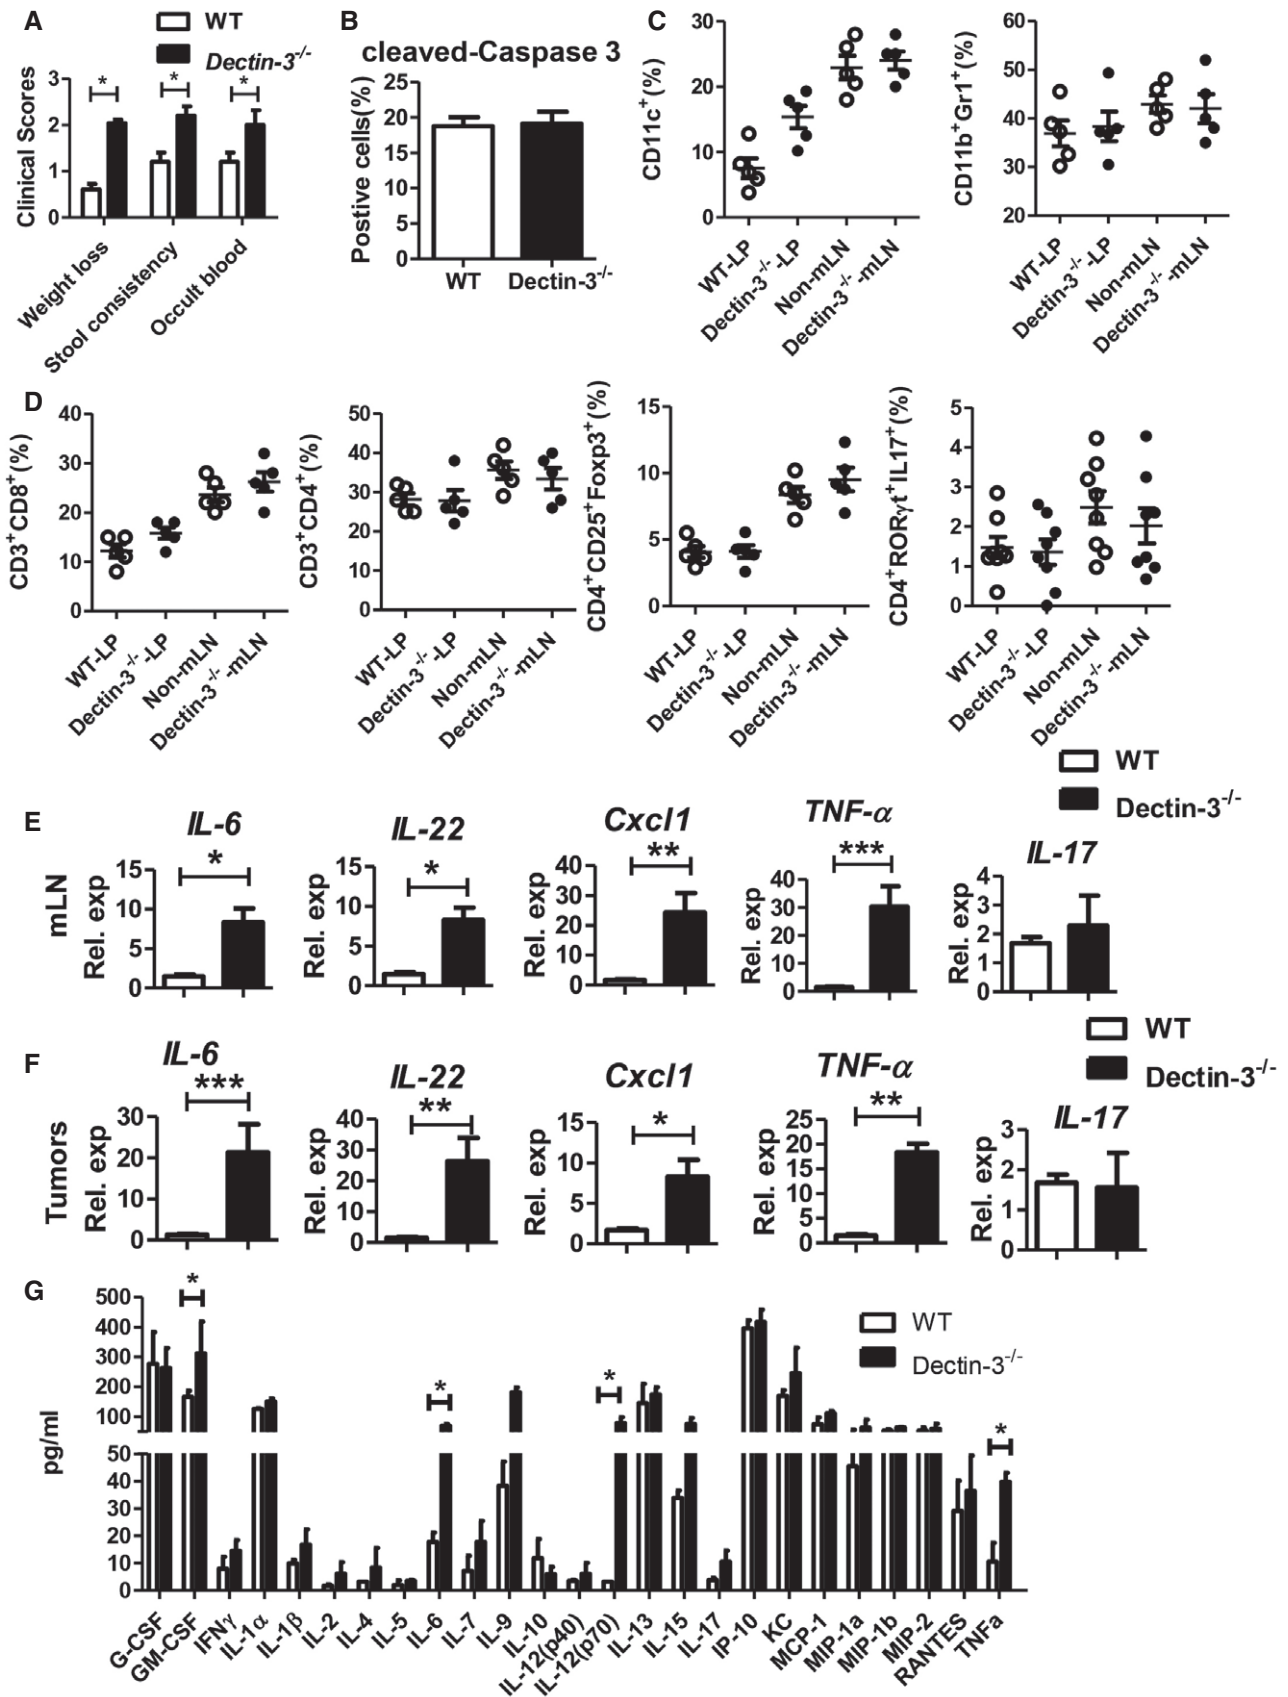 A
WT
Dectin-3-/-
Clinical Scores
3
2
1
0
*
*
*
Weight loss
Stool consistency
Occult blood
B
cleaved-Caspase 3
Postive cells(%)
25
20
15
10
5
0
WT
Dectin-3-/-
C
CD11c+(%)
30
20
10
0
WT-LP
Dectin-3-/-LP
Non-mLN
Dectin-3-/-mLN
CD11b+Gr1+(%)
60
50
40
30
20
WT-LP
Dectin-3-/-LP
Non-mLN
Dectin-3-/-mLN
D
CD3+CD8+(%)
40
30
20
10
0
WT-LP
Dectin-3-/-LP
Non-mLN
Dectin-3-/-mLN
CD3+CD4+(%)
50
40
30
20
10
0
WT-LP
Dectin-3-/-LP
Non-mLN
Dectin-3-/-mLN
CD4+CD25+Foxp3+(%)
15
10
5
0
WT-LP
Dectin-3-/-LP
Non-mLN
Dectin-3-/-mLN
CD4+RORγt+IL17+(%)
5
4
3
2
1
0
WT-LP
Dectin-3-/-LP
Non-mLN
Dectin-3-/-mLN
WT
Dectin-3-/-
E
mLN
IL-6
*
Rel. exp
15
10
5
0
IL-22
*
Rel. exp
15
10
5
0
Cxcl1
**
Rel. exp
40
30
20
10
0
TNF-α
***
Rel. exp
40
30
20
10
0
IL-17
Rel. exp
4
3
2
1
0
WT
Dectin-3-/-
F
Tumors
IL-6
***
Rel. exp
30
20
10
0
IL-22
**
Rel. exp
40
30
20
10
0
Cxcl1
*
Rel. exp
15
10
5
0
TNF-α
**
Rel. exp
25
20
15
10
5
0
IL-17
Rel. exp
3
2
1
0
G
WT
Dectin-3-/-
pg/ml
500
400
300
200
100
50
40
30
20
10
0
*
*
*
*
G-CSF
GM-CSF
IFNγ
IL-1α
IL-1β
IL-2
IL-4
IL-5
IL-6
IL-7
IL-9
IL-10
IL-12(p40)
IL-12(p70)
IL-13
IL-15
IL-17
IP-10
KC
MCP-1
MIP-1a
MIP-1b
MIP-2
RANTES
TNFa